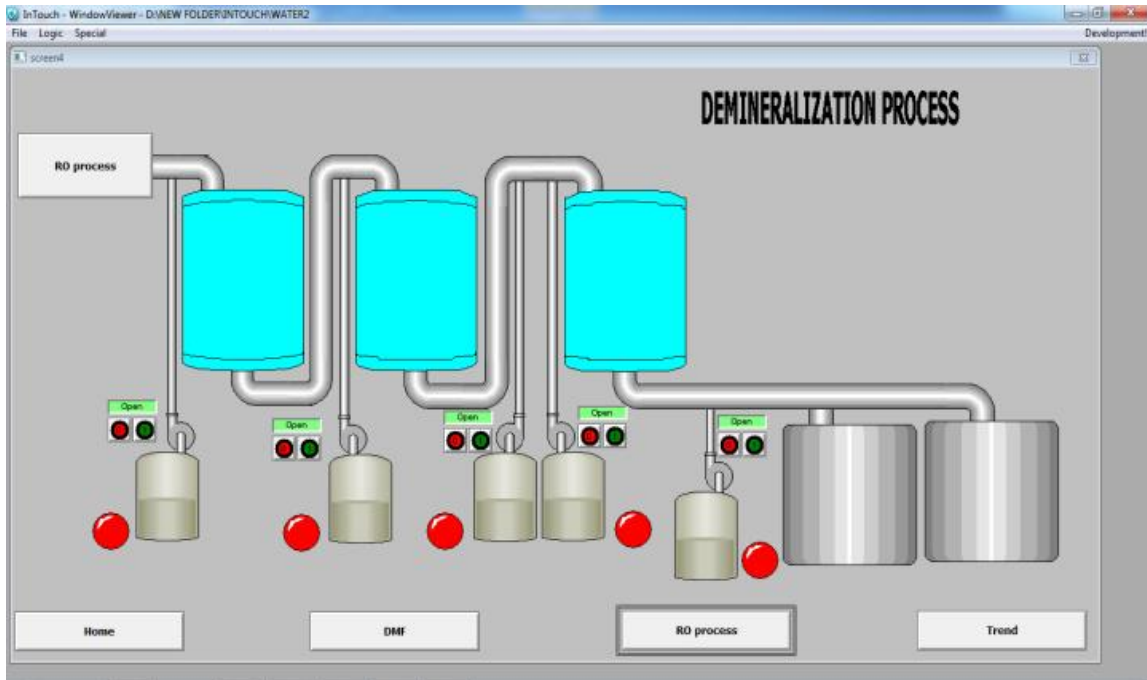 InTouch - WindowViewer - D:\NEW FOLDER\INTOUCH\WATER2
File Logic Special
Development!
screen4
DEMINERALIZATION PROCESS
RO process
Open
Open
Open
Open
Open
Home
DMF
RO process
Trend